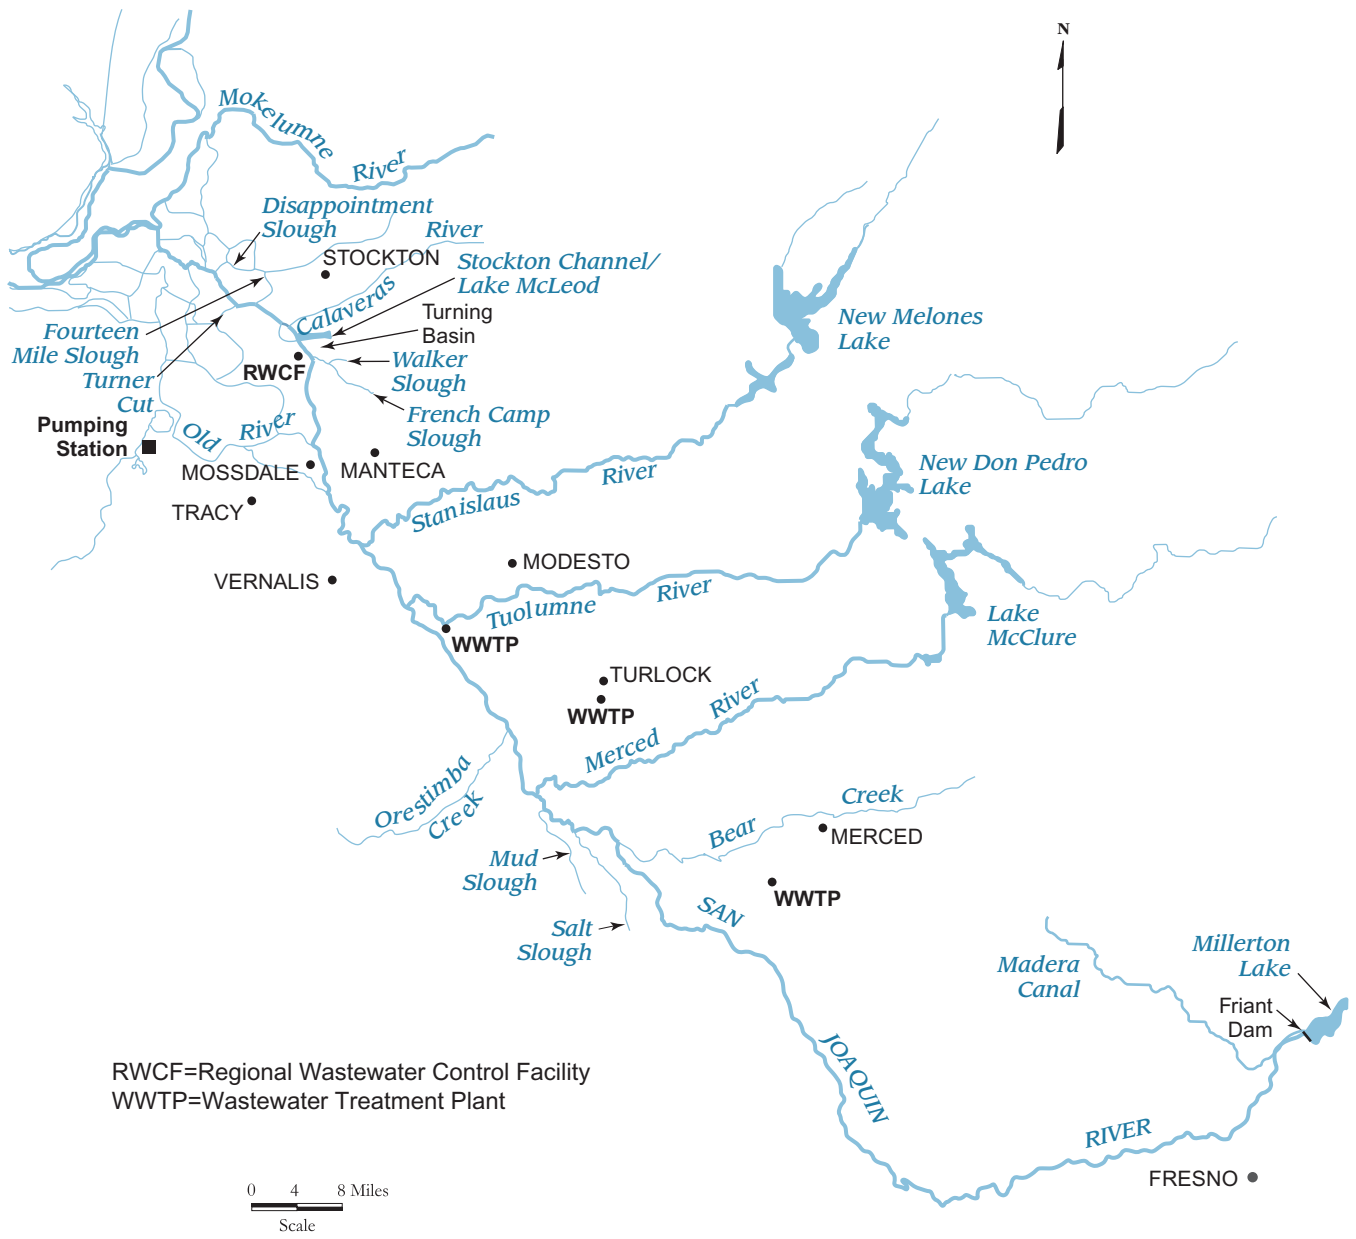 N
Mokelumne
River
Disappointment
Slough
River
STOCKTON
Stockton Channel/
Lake McLeod
Calaveras
Turning
Basin
Fourteen
Mile Slough
Turner
Cut
RWCF
Walker
Slough
French Camp
Slough
Pumping
Station
Old River
MOSSDALE
MANTECA
TRACY
VERNALIS
Stanislaus River
New Melones
Lake
New Don Pedro
Lake
MODESTO
Tuolumne River
WWTP
Lake
McClure
TURLOCK
WWTP
Merced River
Orestimba
Creek
Bear Creek
MERCED
WWTP
Mud
Slough
Salt
Slough
SAN
JOAQUIN
RIVER
Madera
Canal
Millerton
Lake
Friant
Dam
FRESNO
RWCF=Regional Wastewater Control Facility
WWTP=Wastewater Treatment Plant
0 4 8 Miles
Scale